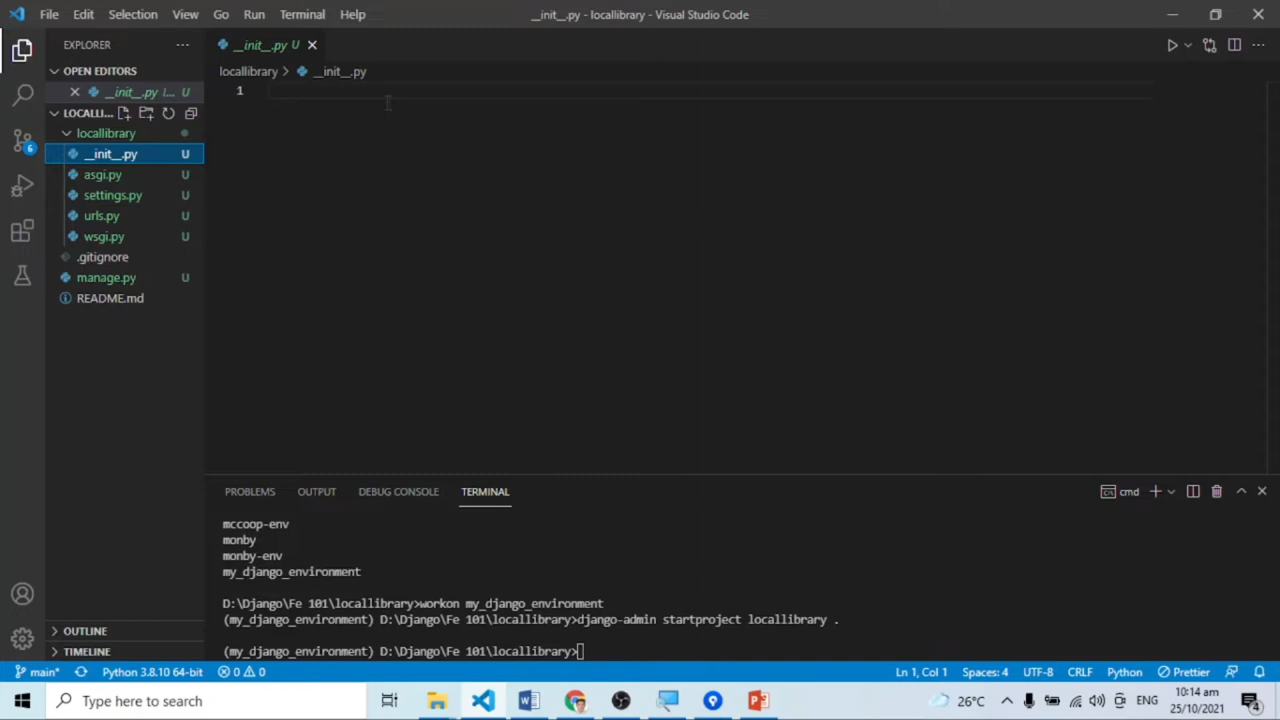 File Edit Selection View Go Run Terminal Help
__init__.py - locallibrary - Visual Studio Code
EXPLORER
OPEN EDITORS
__init__.py l... U
LOCALLI...
locallibrary
__init__.py U
asgi.py U
settings.py U
urls.py U
wsgi.py U
.gitignore
manage.py U
README.md
OUTLINE
TIMELINE
6
__init__.py U
locallibrary > __init__.py
1
PROBLEMS OUTPUT DEBUG CONSOLE TERMINAL
cmd
mccoop-env
monby
monby-env
my_django_environment
D:\Django\Fe 101\locallibrary>workon my_django_environment
(my_django_environment) D:\Django\Fe 101\locallibrary>django-admin startproject locallibrary .
(my_django_environment) D:\Django\Fe 101\locallibrary>
main* Python 3.8.10 64-bit 0 0 Ln 1, Col 1 Spaces: 4 UTF-8 CRLF Python Prettier
Type here to search
26°C ENG
10:14 am
25/10/2021
4